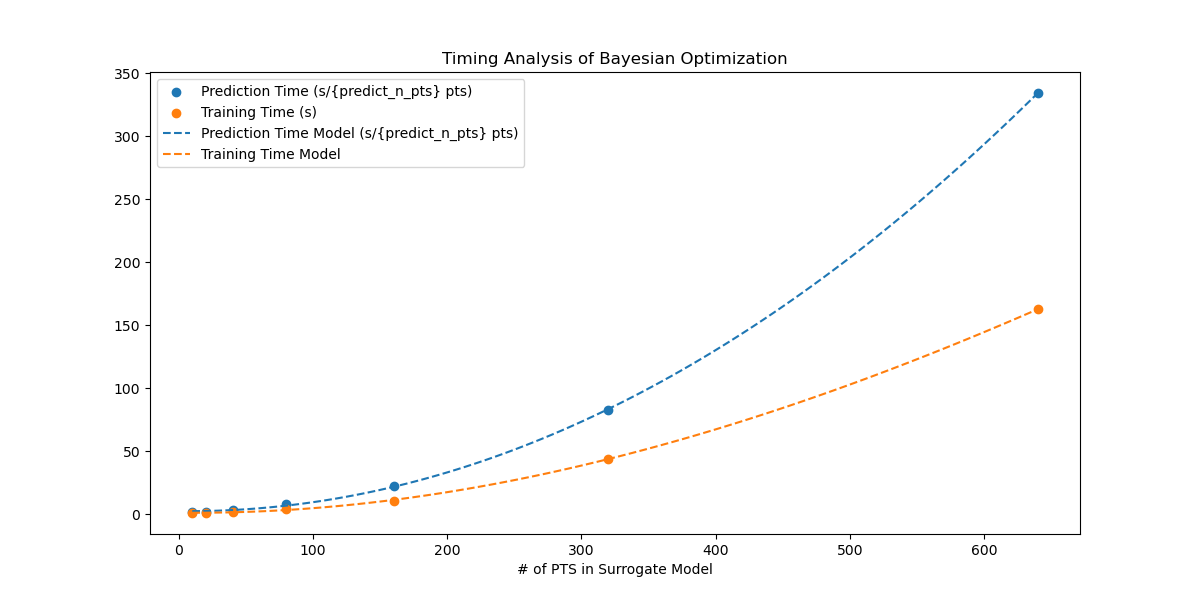 Timing Analysis of Bayesian Optimization
Prediction Time (s/{predict_n_pts} pts)
Training Time (s)
Prediction Time Model (s/{predict_n_pts} pts)
Training Time Model
350
300
250
200
150
100
50
0
0 100 200 300 400 500 600
# of PTS in Surrogate Model